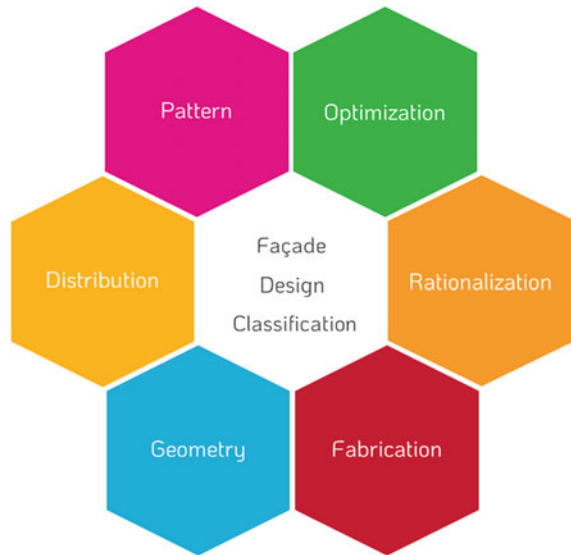 Pattern
Optimization
Distribution
Façade
Design
Classification
Rationalization
Geometry
Fabrication